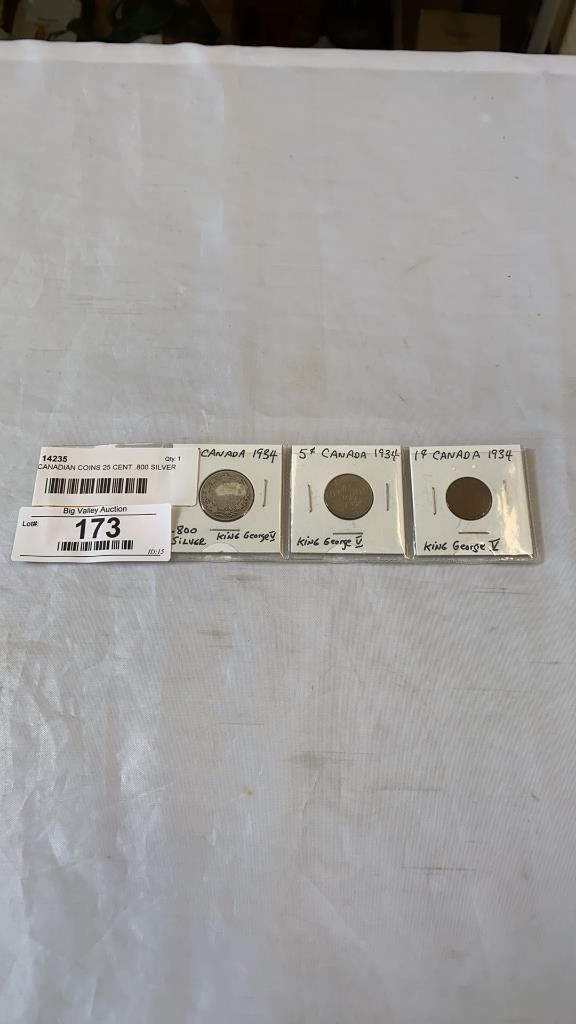 14235 Qty: 1
CANADIAN COINS 25 CENT .800 SILVER
Big Valley Auction
Lot#: 173
ID:15
CANADA 1934
.800
SILVER KING GEORGE V
5¢ CANADA 1934
KING GEORGE V
1¢ CANADA 1934
KING GEORGE V